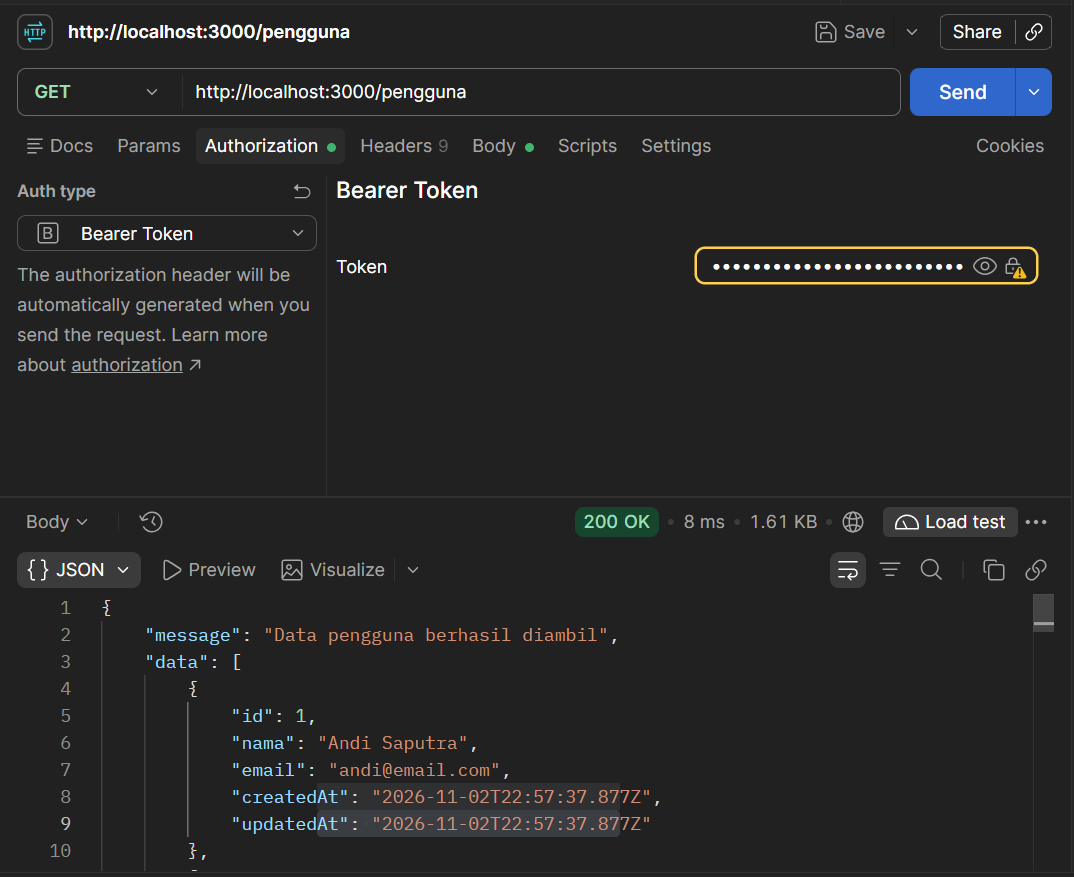 HTTP http://localhost:3000/pengguna Save Share
GET http://localhost:3000/pengguna Send
Docs Params Authorization Headers 9 Body Scripts Settings Cookies
Auth type
B Bearer Token
The authorization header will be
automatically generated when you
send the request. Learn more
about authorization ↗
Bearer Token
Token ••••••••••••••••••••••••
Body 200 OK • 8 ms • 1.61 KB • Load test
{} JSON Preview Visualize
1 {
2 "message": "Data pengguna berhasil diambil",
3 "data": [
4 {
5 "id": 1,
6 "nama": "Andi Saputra",
7 "email": "andi@email.com",
8 "createdAt": "2026-11-02T22:57:37.877Z",
9 "updatedAt": "2026-11-02T22:57:37.877Z"
10 },